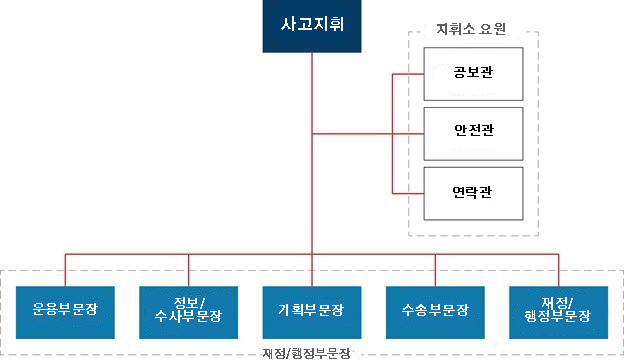 사고지휘
지휘소 요원
공보관
안전관
연락관
운용부문장
정보/
수사부문장
기획부문장
수송부문장
재정/
행정부문장
재정/행정부문장